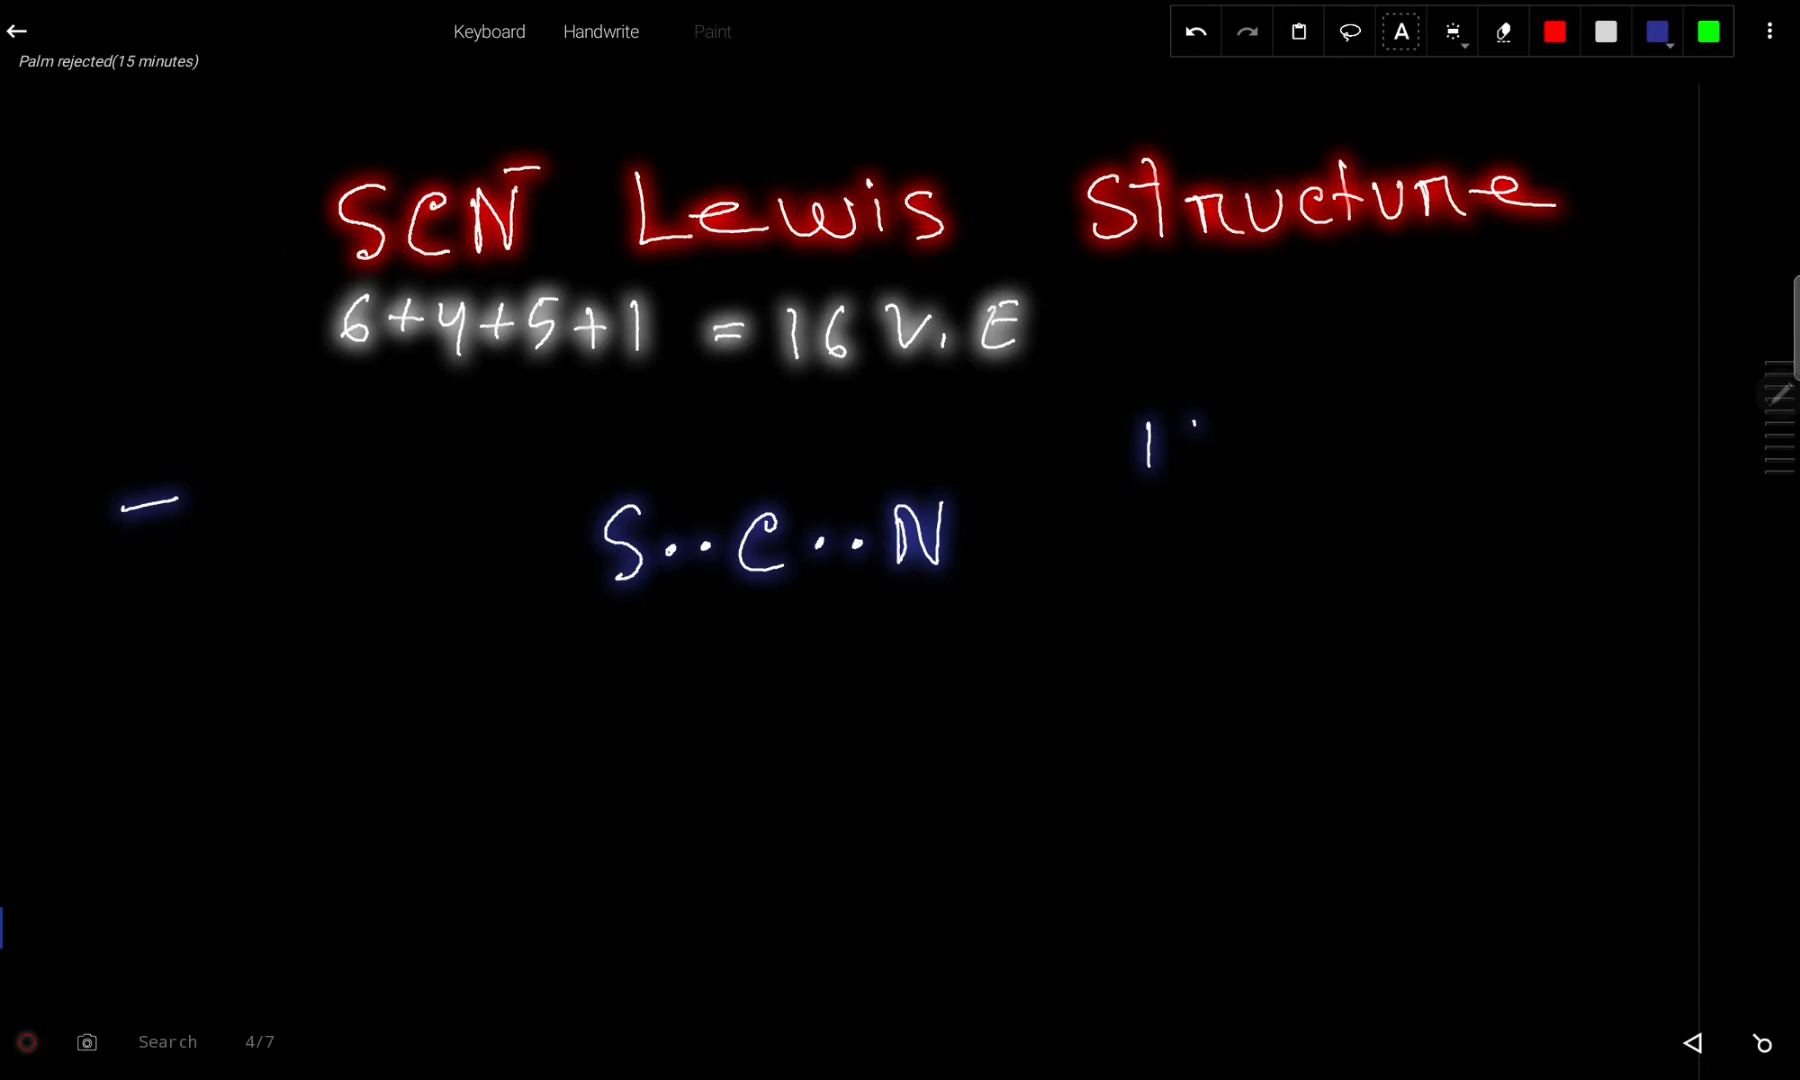 Keyboard Handwrite Paint
A
Palm rejected(15 minutes)
SCN⁻ Lewis Structure
6+4+5+1 = 16 V.E
S··C··N
Search 4/7